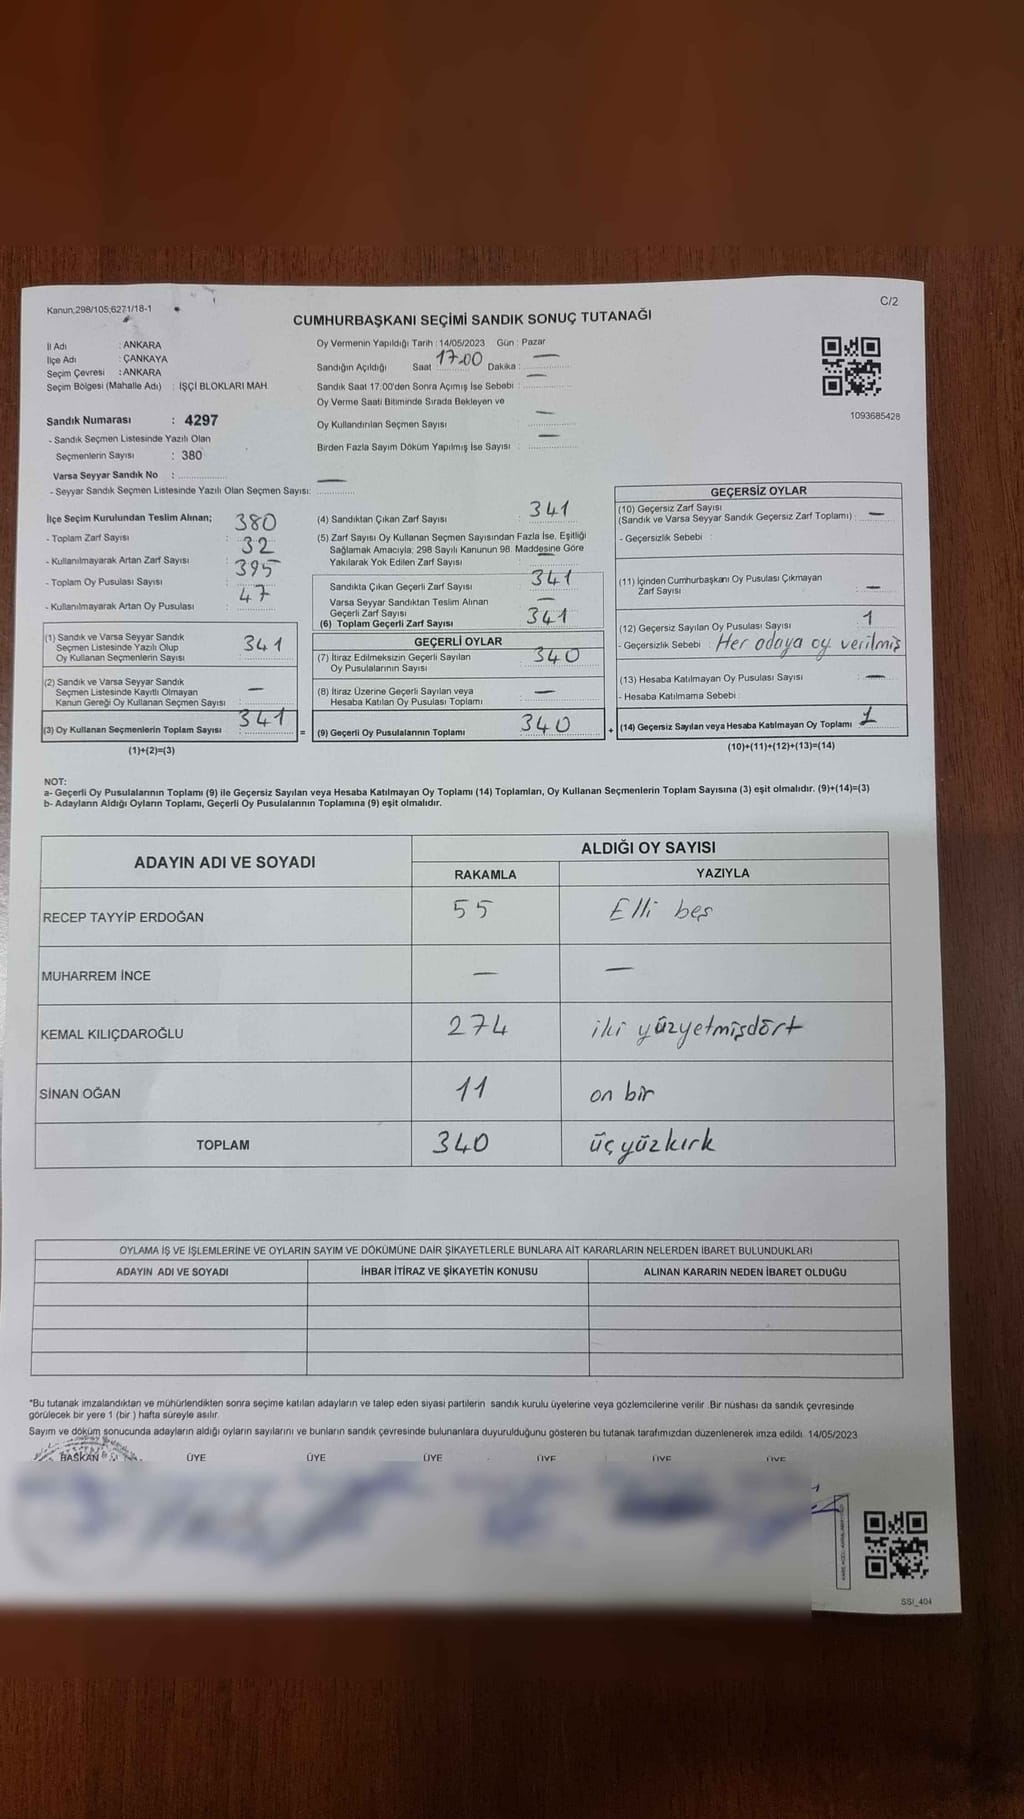 Kanun;298/105;6271/18-1
C/2
CUMHURBAŞKANI SEÇİMİ SANDIK SONUÇ TUTANAĞI
İl Adı : ANKARA
İlçe Adı : ÇANKAYA
Seçim Çevresi : ANKARA
Seçim Bölgesi (Mahalle Adı) : İŞÇİ BLOKLARI MAH.
Sandık Numarası : 4297
- Sandık Seçmen Listesinde Yazılı Olan
Seçmenlerin Sayısı : 380
Varsa Seyyar Sandık No :
- Seyyar Sandık Seçmen Listesinde Yazılı Olan Seçmen Sayısı: —
Oy Vermenin Yapıldığı Tarih : 14/05/2023 Gün : Pazar
Sandığın Açıldığı Saat 17.00 Dakika : —
Sandık Saat 17:00'den Sonra Açılmış İse Sebebi : —
Oy Verme Saati Bitiminde Sırada Bekleyen ve
Oy Kullandırılan Seçmen Sayısı —
Birden Fazla Sayım Döküm Yapılmış İse Sayısı : —
1093685428
İlçe Seçim Kurulundan Teslim Alınan;
- Toplam Zarf Sayısı : 380
- Kullanılmayarak Artan Zarf Sayısı : 32
- Toplam Oy Pusulası Sayısı : 395
- Kullanılmayarak Artan Oy Pusulası : 47
(1) Sandık ve Varsa Seyyar Sandık
Seçmen Listesinde Yazılı Olup
Oy Kullanan Seçmenlerin Sayısı 341
(2) Sandık ve Varsa Seyyar Sandık
Seçmen Listesinde Kayıtlı Olmayan
Kanun Gereği Oy Kullanan Seçmen Sayısı —
(3) Oy Kullanan Seçmenlerin Toplam Sayısı 341
(1)+(2)=(3)
=
(4) Sandıktan Çıkan Zarf Sayısı : 341
(5) Zarf Sayısı Oy Kullanan Seçmen Sayısından Fazla İse, Eşitliği
Sağlamak Amacıyla; 298 Sayılı Kanunun 98. Maddesine Göre
Yakılarak Yok Edilen Zarf Sayısı : —
Sandıkta Çıkan Geçerli Zarf Sayısı : 341
Varsa Seyyar Sandıktan Teslim Alınan
Geçerli Zarf Sayısı —
(6) Toplam Geçerli Zarf Sayısı 341
GEÇERLİ OYLAR
(7) İtiraz Edilmeksizin Geçerli Sayılan
Oy Pusulalarının Sayısı 340
(8) İtiraz Üzerine Geçerli Sayılan veya
Hesaba Katılan Oy Pusulası Toplamı —
(9) Geçerli Oy Pusulalarının Toplamı 340
+
GEÇERSİZ OYLAR
(10) Geçersiz Zarf Sayısı
(Sandık ve Varsa Seyyar Sandık Geçersiz Zarf Toplamı) : —
- Geçersizlik Sebebi :
(11) İçinden Cumhurbaşkanı Oy Pusulası Çıkmayan
Zarf Sayısı : —
(12) Geçersiz Sayılan Oy Pusulası Sayısı : 1
- Geçersizlik Sebebi : Her adaya oy verilmiş
(13) Hesaba Katılmayan Oy Pusulası Sayısı : —
- Hesaba Katılmama Sebebi :
(14) Geçersiz Sayılan veya Hesaba Katılmayan Oy Toplamı 1
(10)+(11)+(12)+(13)=(14)
NOT:
a- Geçerli Oy Pusulalarının Toplamı (9) ile Geçersiz Sayılan veya Hesaba Katılmayan Oy Toplamı (14) Toplamları, Oy Kullanan Seçmenlerin Toplam Sayısına (3) eşit olmalıdır. (9)+(14)=(3)
b- Adayların Aldığı Oyların Toplamı, Geçerli Oy Pusulalarının Toplamına (9) eşit olmalıdır.
ADAYIN ADI VE SOYADI ALDIĞI OY SAYISI
RAKAMLA YAZIYLA
RECEP TAYYİP ERDOĞAN 55 Elli beş
MUHARREM İNCE — —
KEMAL KILIÇDAROĞLU 274 iki yüzyetmişdört
SİNAN OĞAN 11 on bir
TOPLAM 340 üçyüzkırk
OYLAMA İŞ VE İŞLEMLERİNE VE OYLARIN SAYIM VE DÖKÜMÜNE DAİR ŞİKAYETLERLE BUNLARA AİT KARARLARIN NELERDEN İBARET BULUNDUKLARI
ADAYIN ADI VE SOYADI İHBAR İTİRAZ VE ŞİKAYETİN KONUSU ALINAN KARARIN NEDEN İBARET OLDUĞU
*Bu tutanak imzalandıktan ve mühürlendikten sonra seçime katılan adayların ve talep eden siyasi partilerin sandık kurulu üyelerine veya gözlemcilerine verilir .Bir nüshası da sandık çevresinde
görülecek bir yere 1 (bir ) hafta süreyle asılır.
Sayım ve döküm sonucunda adayların aldığı oyların sayılarını ve bunların sandık çevresinde bulunanlara duyurulduğunu gösteren bu tutanak tarafımızdan düzenlenerek imza edildi. 14/05/2023
BAŞKAN ÜYE ÜYE ÜYE ÜYE ÜYE ÜYE
SSI_404